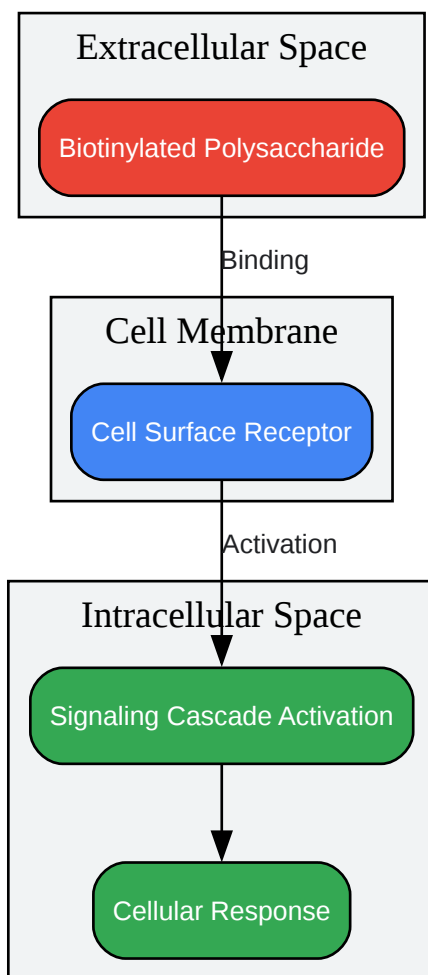 Extracellular Space
Biotinylated Polysaccharide
Binding
Cell Membrane
Cell Surface Receptor
Activation
Intracellular Space
Signaling Cascade Activation
Cellular Response